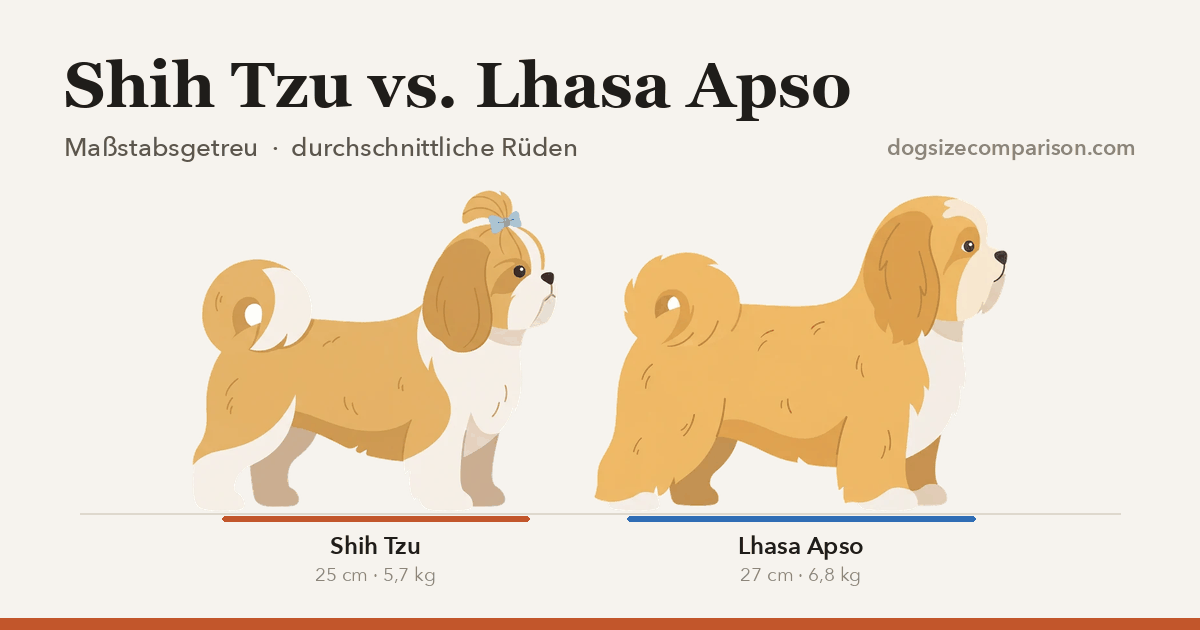 Shih Tzu vs. Lhasa Apso
Maßstabsgetreu · durchschnittliche Rüden
dogsizecomparison.com
Shih Tzu
25 cm · 5,7 kg
Lhasa Apso
27 cm · 6,8 kg